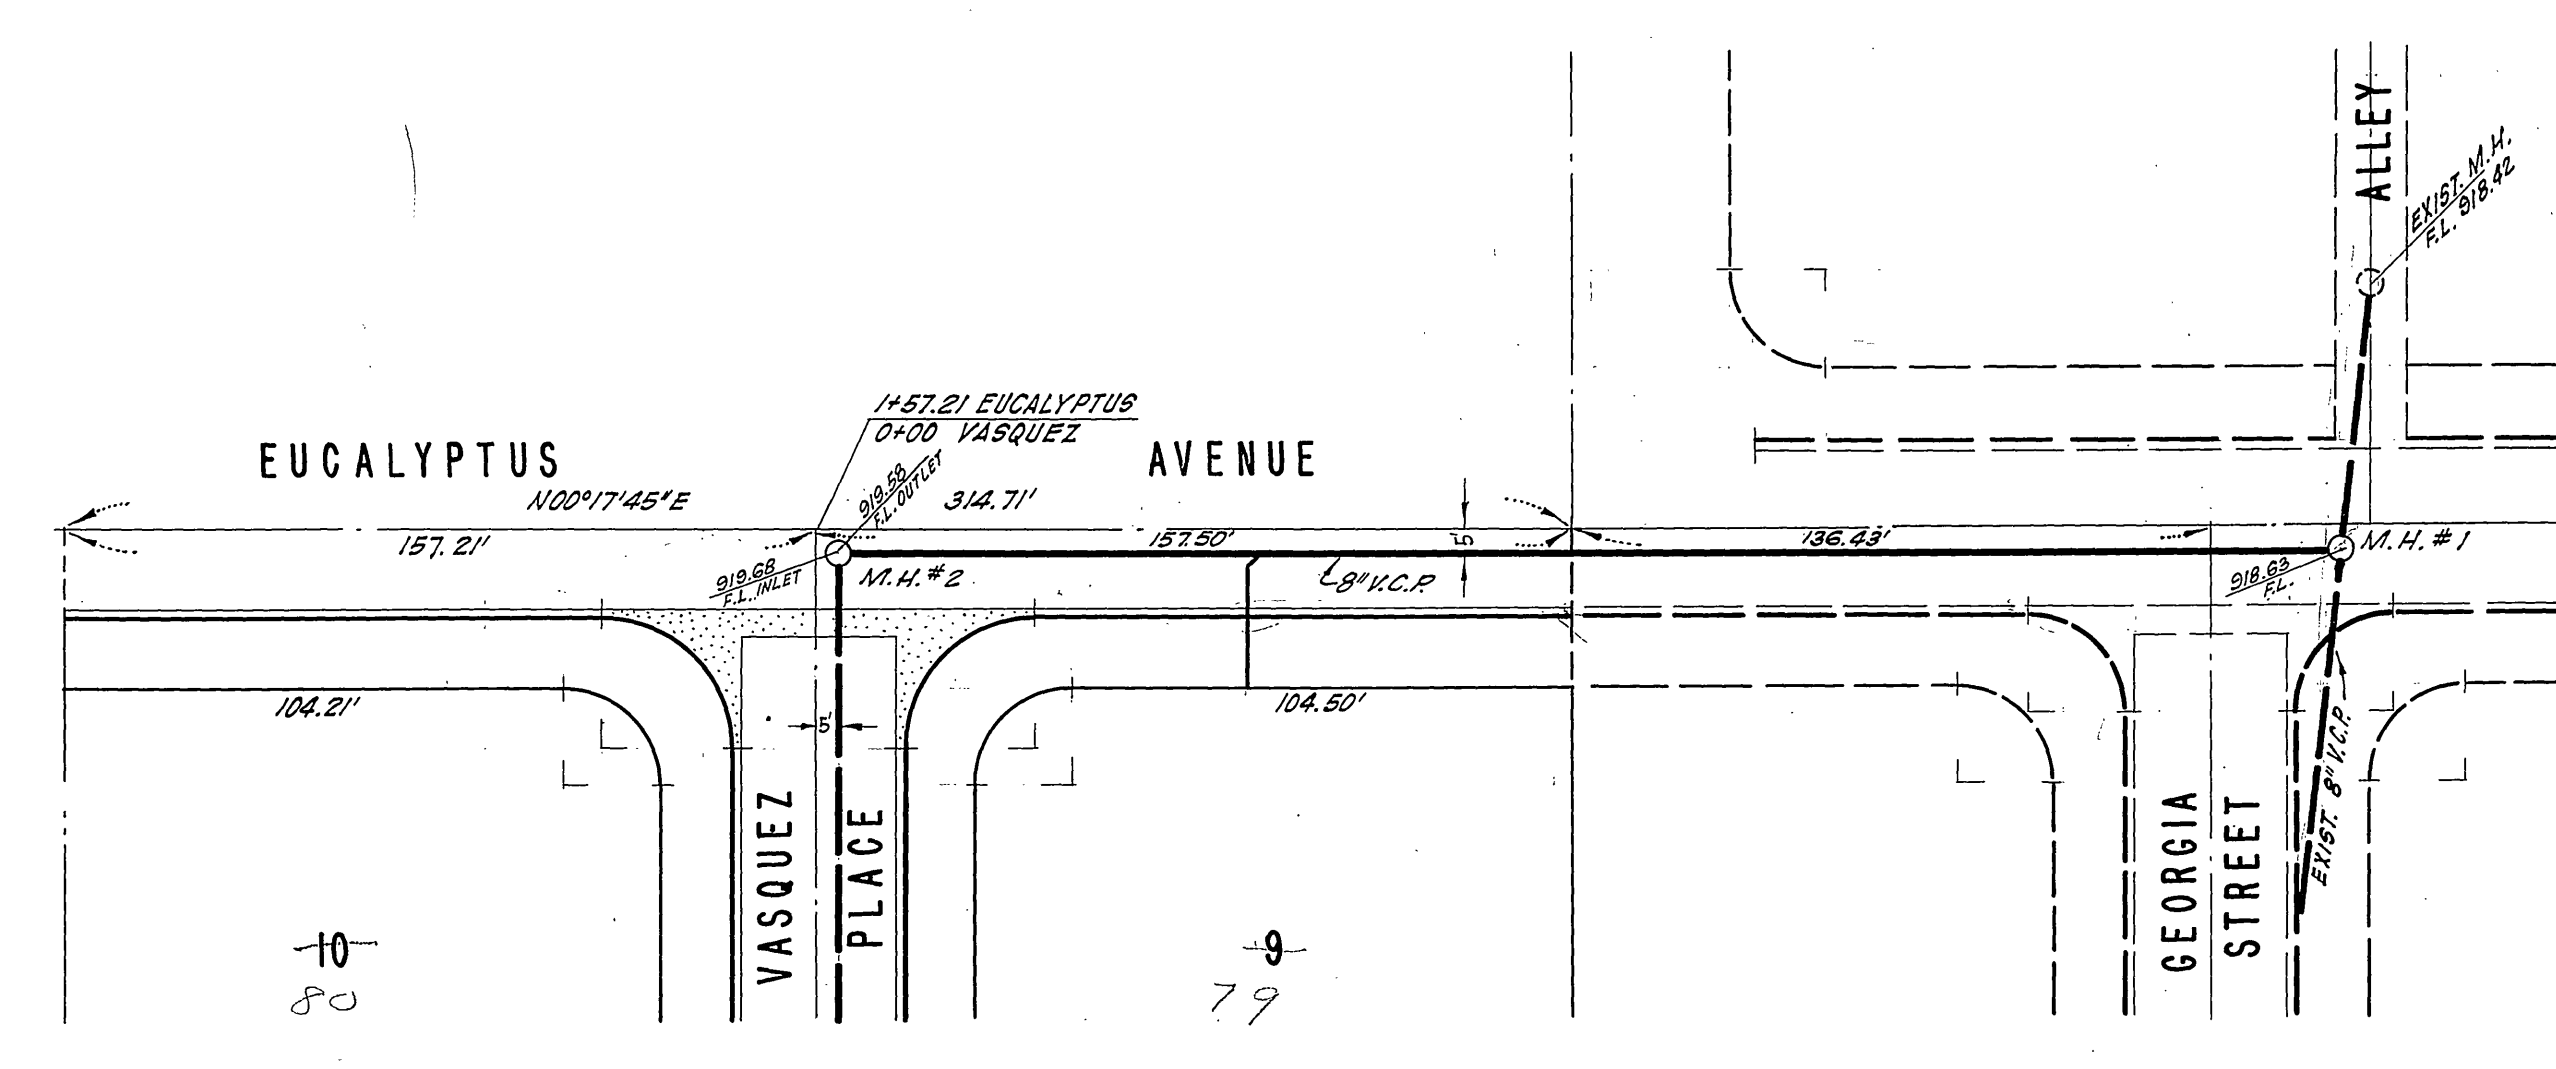 ALLEY
EXIST. M.H.
F.L. 918.42
1+57.21 EUCALYPTUS
0+00 VASQUEZ
EUCALYPTUS AVENUE
N00°17'45"E
919.58
F.L. OUTLET
314.71'
157.21'
157.50'
5'
136.43'
M.H. #1
919.68
F.L. INLET
M.H. #2
8" V.C.P.
918.63
F.L.
104.21'
104.50'
5'
EXIST. 8" V.C.P.
VASQUEZ
PLACE
GEORGIA
STREET
10
80
9
79